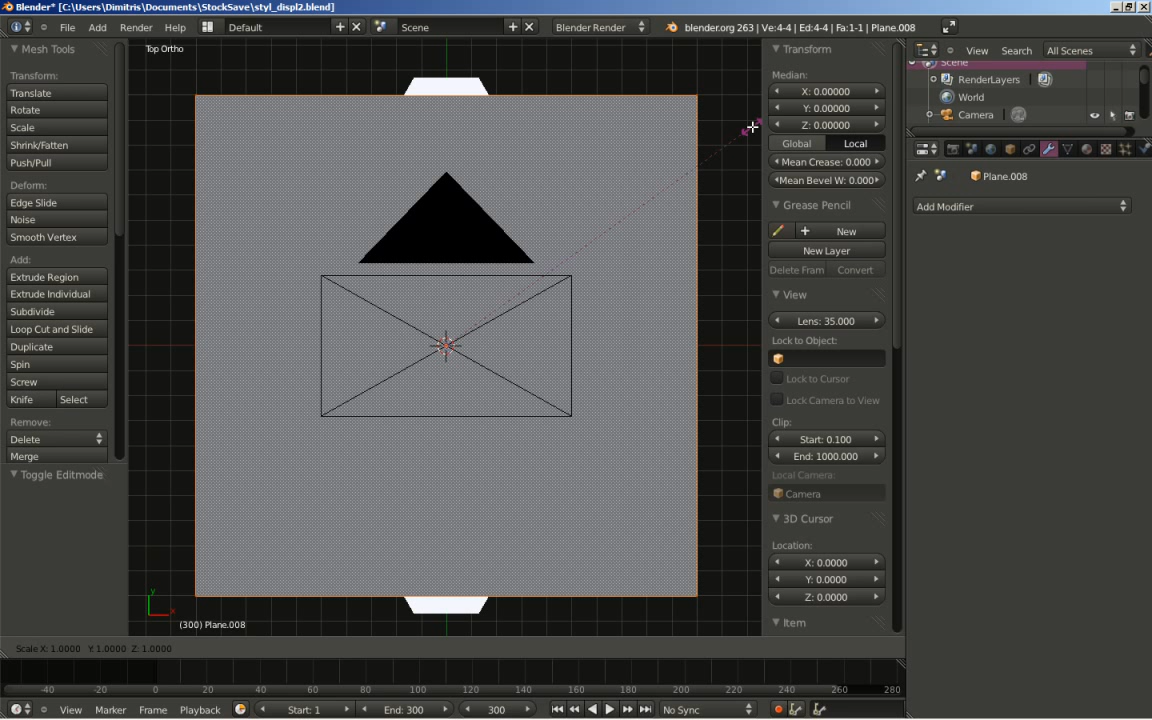 Blender* [C:\Users\Dimitris\Documents\StockSave\styl_displ2.blend]
File Add Render Help Default Scene Blender Render blender.org 263 | Ve:4-4 | Ed:4-4 | Fa:1-1 | Plane.008
Mesh Tools
Transform:
Translate
Rotate
Scale
Shrink/Fatten
Push/Pull
Deform:
Edge Slide
Noise
Smooth Vertex
Add:
Extrude Region
Extrude Individual
Subdivide
Loop Cut and Slide
Duplicate
Spin
Screw
Knife Select
Remove:
Delete
Merge
Toggle Editmode
Top Ortho
y
x
(300) Plane.008
Transform
Median:
X: 0.00000
Y: 0.00000
Z: 0.00000
Global Local
Mean Crease: 0.000
Mean Bevel W: 0.000
Grease Pencil
New
New Layer
Delete Fram Convert
View
Lens: 35.000
Lock to Object:
Lock to Cursor
Lock Camera to View
Clip:
Start: 0.100
End: 1000.000
Local Camera:
Camera
3D Cursor
Location:
X: 0.0000
Y: 0.0000
Z: 0.0000
Item
View Search All Scenes
Scene
RenderLayers
World
Camera
Plane.008
Add Modifier
Scale X: 1.0000 Y: 1.0000 Z: 1.0000
-40 -20 0 20 40 60 80 100 120 140 160 180 200 220 240 260 280
View Marker Frame Playback Start: 1 End: 300 300 No Sync